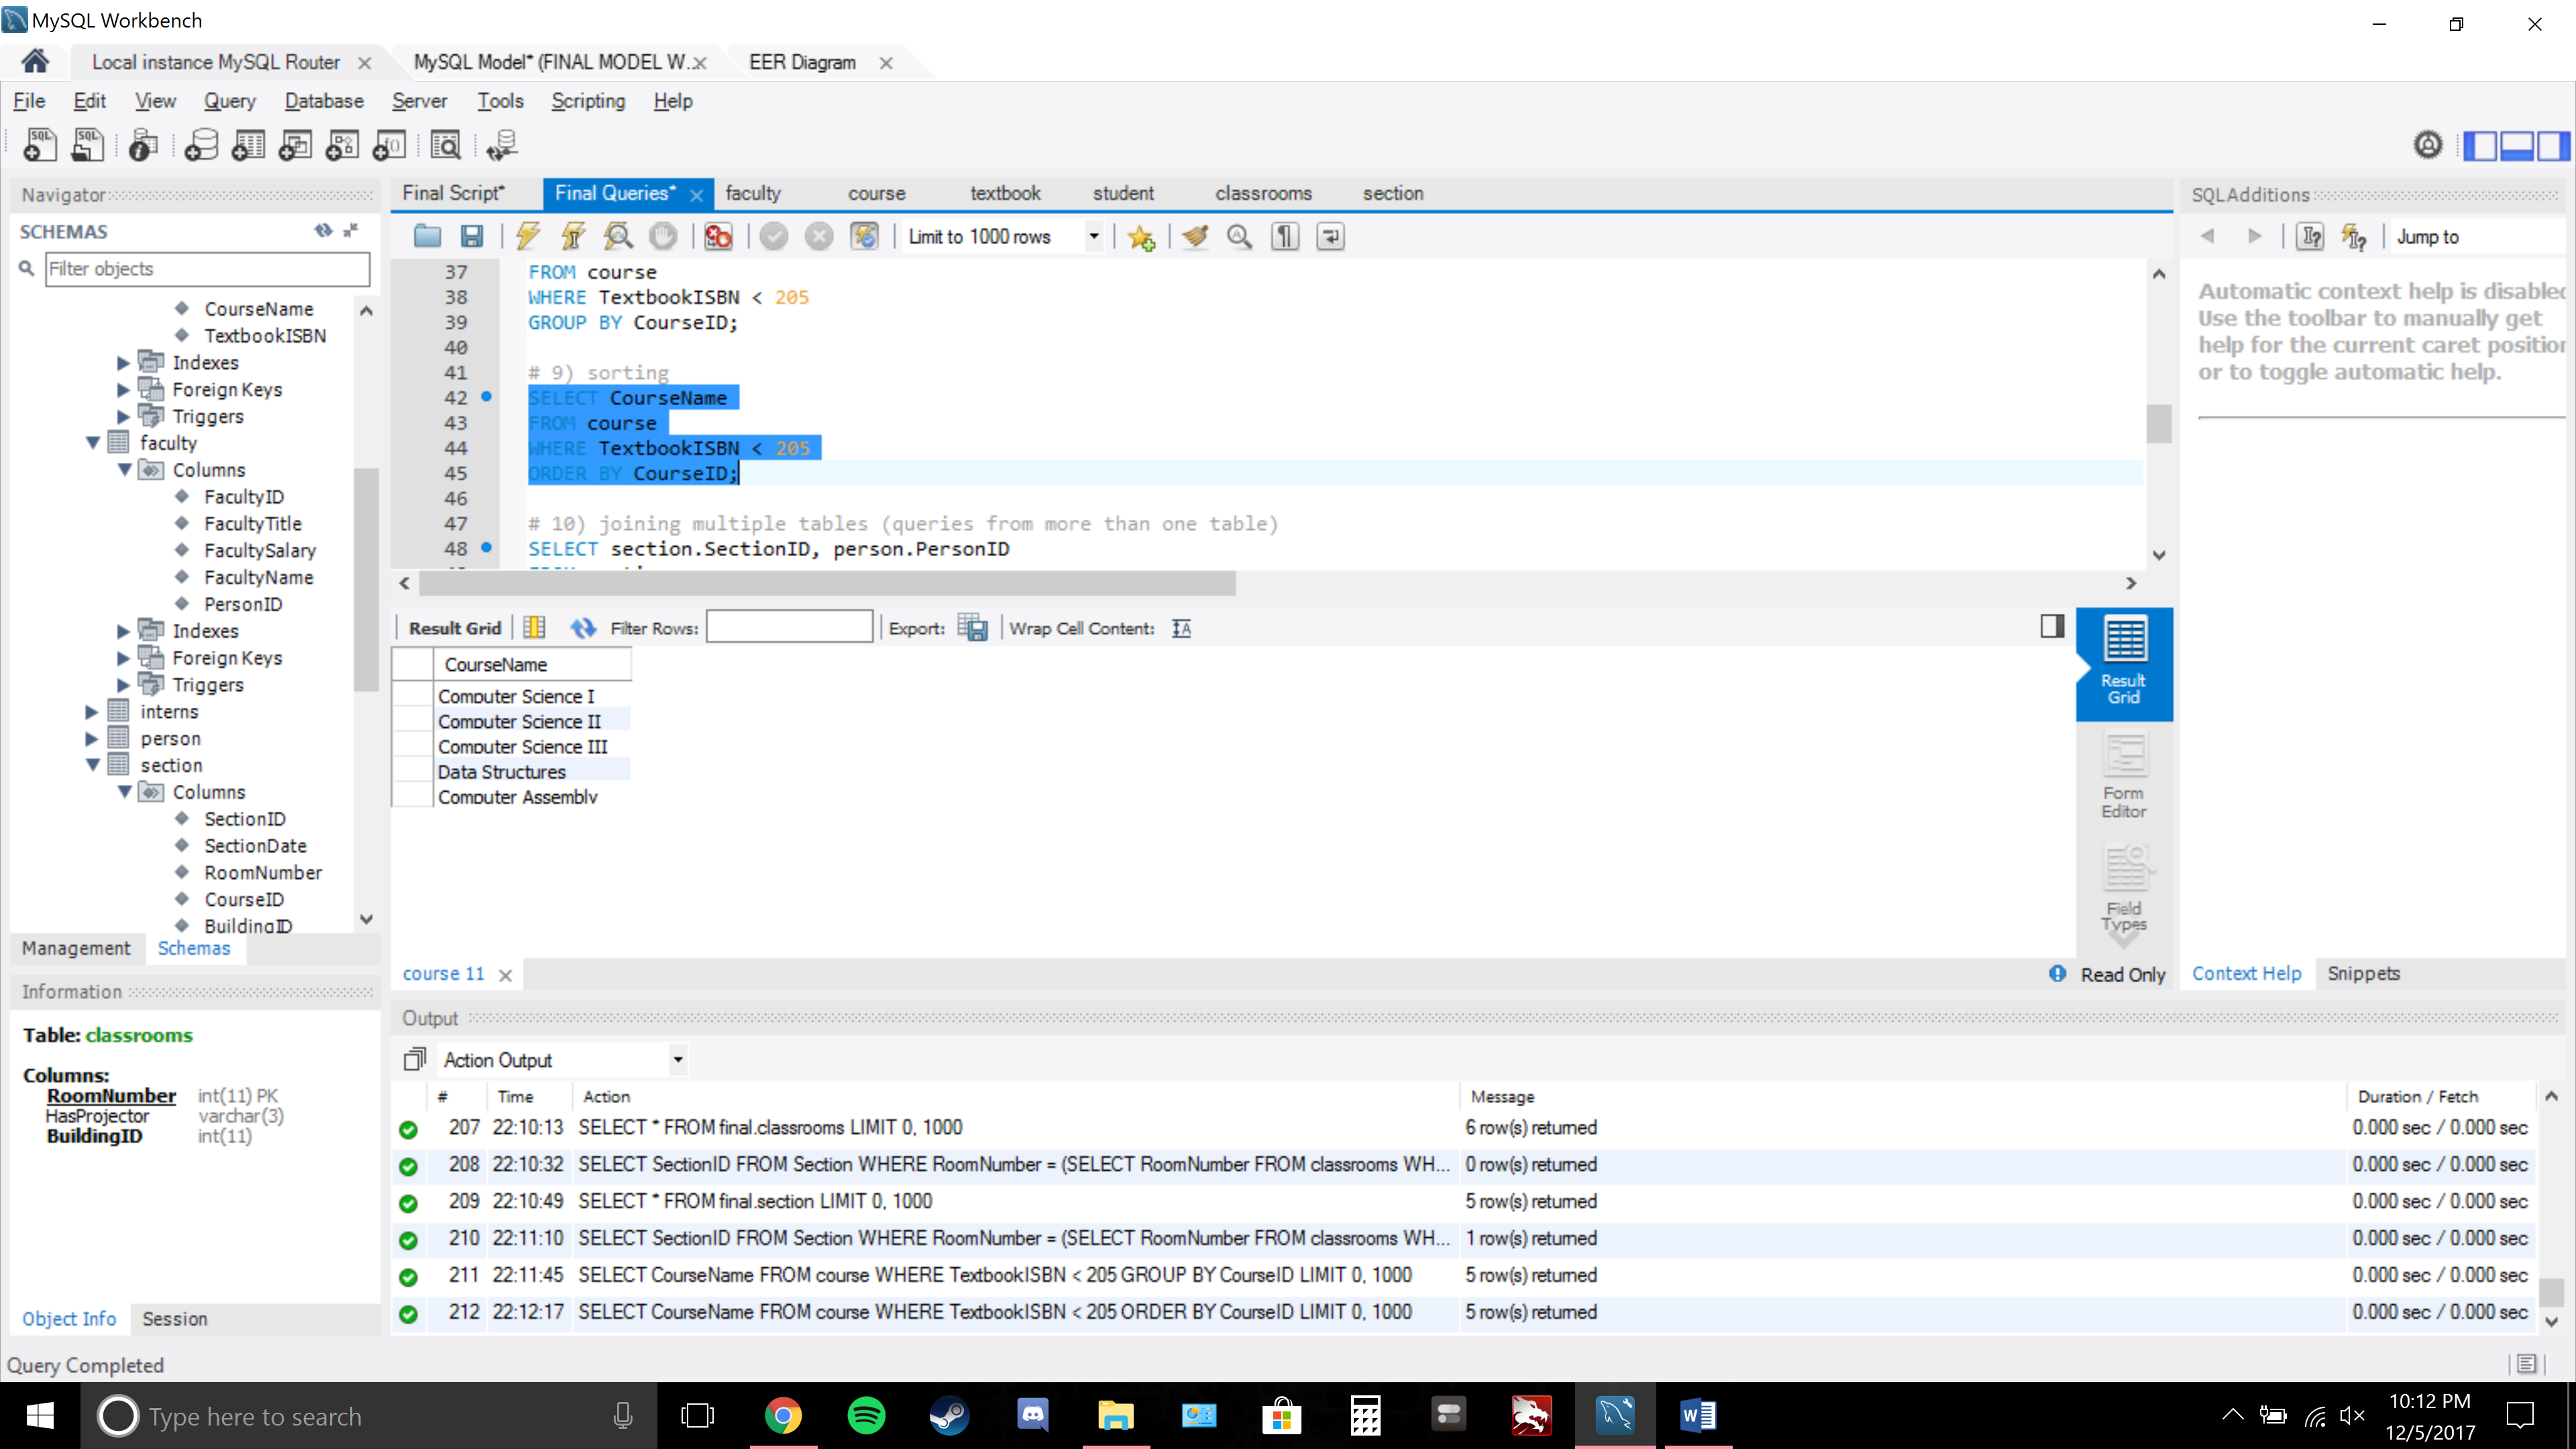 MySQL Workbench
Local instance MySQL Router
MySQL Model* (FINAL MODEL W...
EER Diagram
File Edit View Query Database Server Tools Scripting Help
Navigator
SCHEMAS
Filter objects
CourseName
TextbookISBN
Indexes
Foreign Keys
Triggers
faculty
Columns
FacultyID
FacultyTitle
FacultySalary
FacultyName
PersonID
Indexes
Foreign Keys
Triggers
interns
person
section
Columns
SectionID
SectionDate
RoomNumber
CourseID
BuildingID
Management Schemas
Information
Table: classrooms
Columns:
RoomNumber int(11) PK
HasProjector varchar(3)
BuildingID int(11)
Object Info Session
Query Completed
Final Script* Final Queries* faculty course textbook student classrooms section
Limit to 1000 rows
37 FROM course
38 WHERE TextbookISBN < 205
39 GROUP BY CourseID;
40
41 # 9) sorting
42 SELECT CourseName
43 FROM course
44 WHERE TextbookISBN < 205
45 ORDER BY CourseID;
46
47 # 10) joining multiple tables (queries from more than one table)
48 SELECT section.SectionID, person.PersonID
Result Grid Filter Rows: Export: Wrap Cell Content:
CourseName
Computer Science I
Computer Science II
Computer Science III
Data Structures
Computer Assembly
Result
Grid
Form
Editor
Field
Types
course 11
Read Only
SQLAdditions
Jump to
Automatic context help is disabled
Use the toolbar to manually get
help for the current caret position
or to toggle automatic help.
Context Help Snippets
Output
Action Output
# Time Action Message Duration / Fetch
207 22:10:13 SELECT * FROM final.classrooms LIMIT 0, 1000 6 row(s) returned 0.000 sec / 0.000 sec
208 22:10:32 SELECT SectionID FROM Section WHERE RoomNumber = (SELECT RoomNumber FROM classrooms WH... 0 row(s) returned 0.000 sec / 0.000 sec
209 22:10:49 SELECT * FROM final.section LIMIT 0, 1000 5 row(s) returned 0.000 sec / 0.000 sec
210 22:11:10 SELECT SectionID FROM Section WHERE RoomNumber = (SELECT RoomNumber FROM classrooms WH... 1 row(s) returned 0.000 sec / 0.000 sec
211 22:11:45 SELECT CourseName FROM course WHERE TextbookISBN < 205 GROUP BY CourseID LIMIT 0, 1000 5 row(s) returned 0.000 sec / 0.000 sec
212 22:12:17 SELECT CourseName FROM course WHERE TextbookISBN < 205 ORDER BY CourseID LIMIT 0, 1000 5 row(s) returned 0.000 sec / 0.000 sec
Type here to search
10:12 PM
12/5/2017